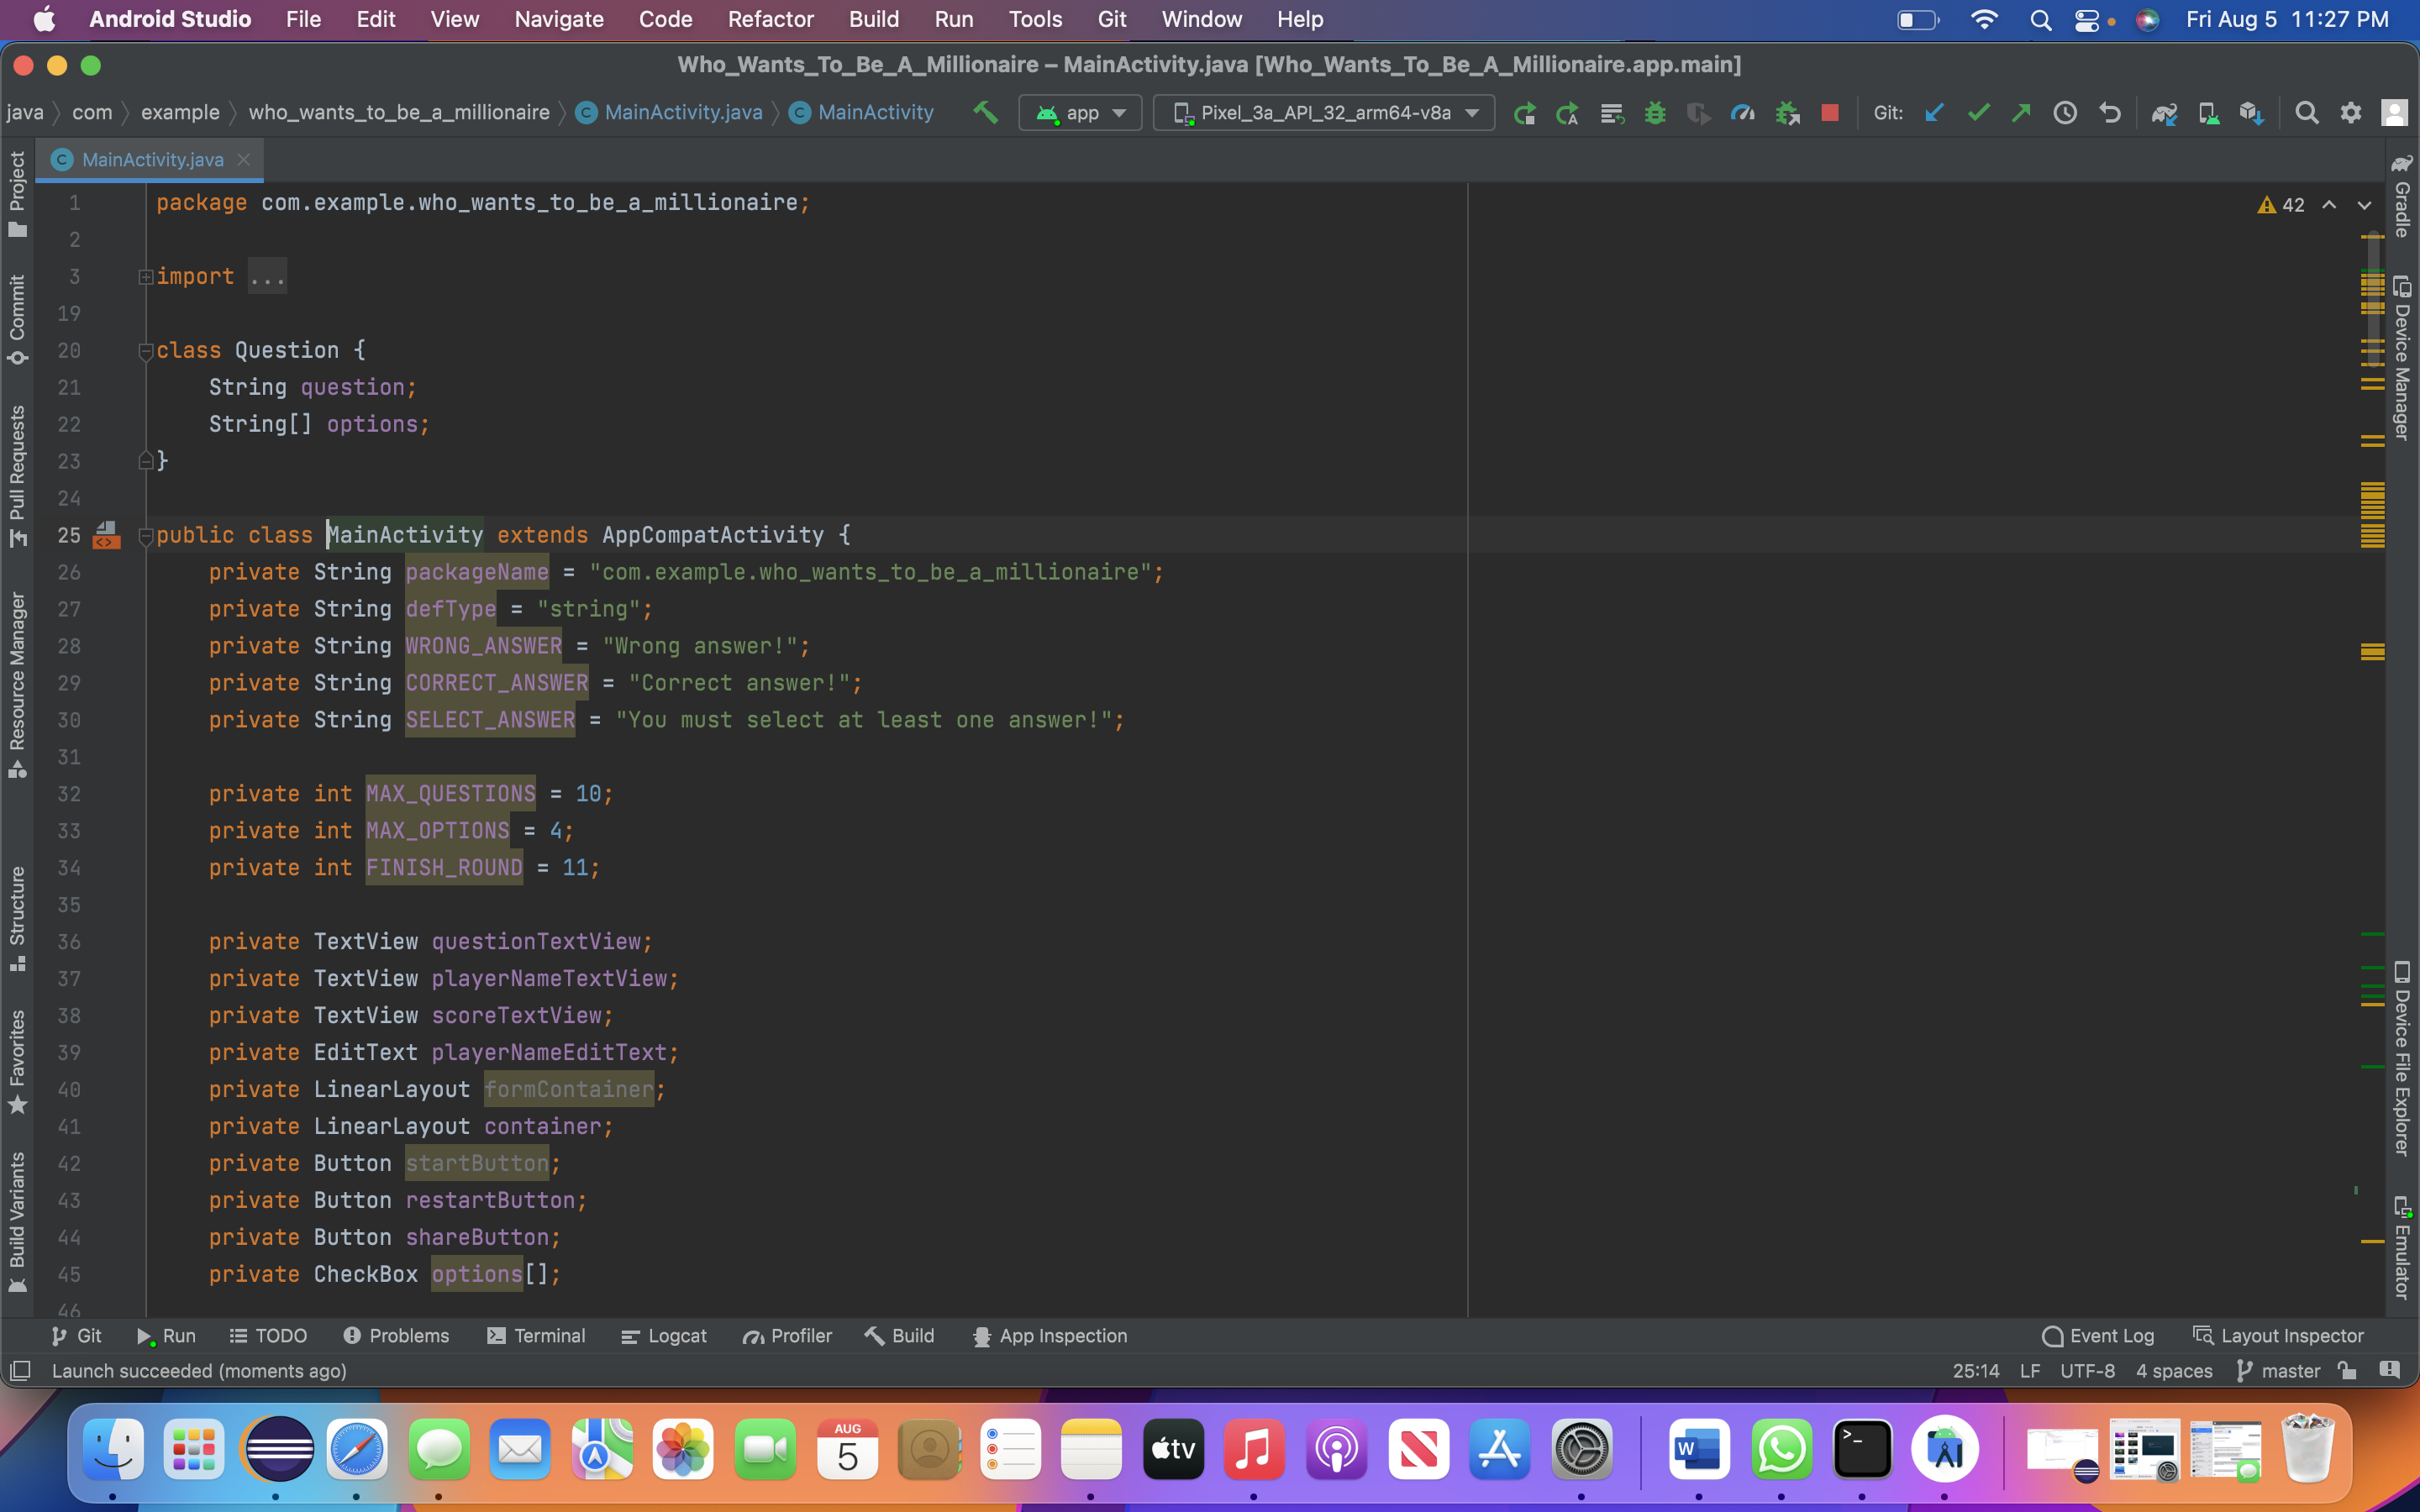 Android Studio File Edit View Navigate Code Refactor Build Run Tools Git Window Help Fri Aug 5 11:27 PM
Who_Wants_To_Be_A_Millionaire – MainActivity.java [Who_Wants_To_Be_A_Millionaire.app.main]
java com example who_wants_to_be_a_millionaire MainActivity.java MainActivity app Pixel_3a_API_32_arm64-v8a Git:
MainActivity.java
Project
Commit
Pull Requests
Resource Manager
Structure
Favorites
Build Variants
1 package com.example.who_wants_to_be_a_millionaire;
2
3 import ...
19
20 class Question {
21 String question;
22 String[] options;
23 }
24
25 public class MainActivity extends AppCompatActivity {
26 private String packageName = "com.example.who_wants_to_be_a_millionaire";
27 private String defType = "string";
28 private String WRONG_ANSWER = "Wrong answer!";
29 private String CORRECT_ANSWER = "Correct answer!";
30 private String SELECT_ANSWER = "You must select at least one answer!";
31
32 private int MAX_QUESTIONS = 10;
33 private int MAX_OPTIONS = 4;
34 private int FINISH_ROUND = 11;
35
36 private TextView questionTextView;
37 private TextView playerNameTextView;
38 private TextView scoreTextView;
39 private EditText playerNameEditText;
40 private LinearLayout formContainer;
41 private LinearLayout container;
42 private Button startButton;
43 private Button restartButton;
44 private Button shareButton;
45 private CheckBox options[];
46
42
Gradle
Device Manager
Device File Explorer
Emulator
Git Run TODO Problems Terminal Logcat Profiler Build App Inspection Event Log Layout Inspector
Launch succeeded (moments ago) 25:14 LF UTF-8 4 spaces master
AUG
5
tv
W